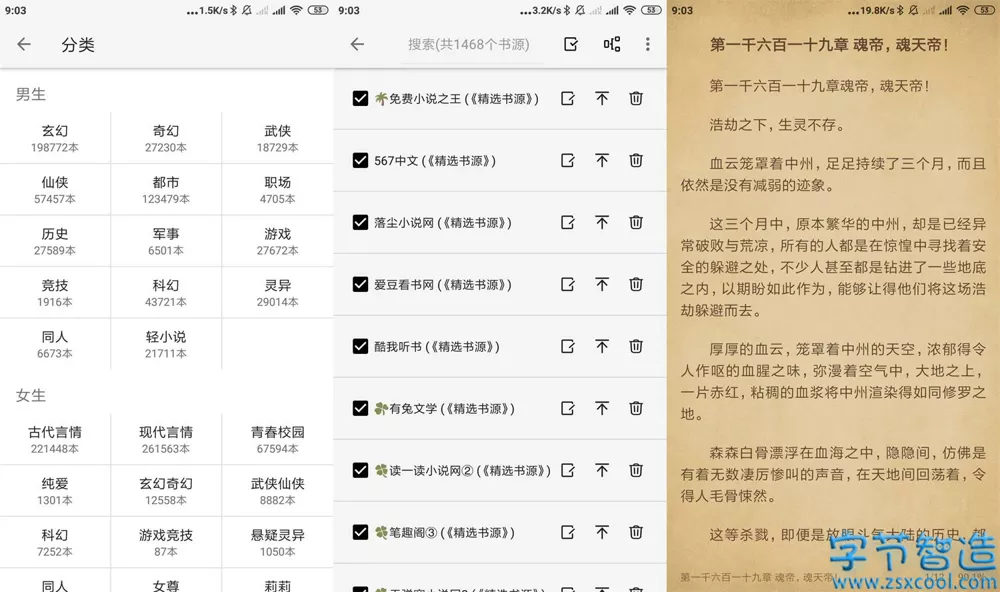 9:03
...1.5K/s
53
分类
男生
玄幻
198772本
奇幻
27230本
武侠
18729本
仙侠
57457本
都市
123479本
职场
4705本
历史
27589本
军事
6501本
游戏
27672本
竞技
1916本
科幻
43721本
灵异
29014本
同人
6673本
轻小说
21711本
女生
古代言情
221448本
现代言情
261563本
青春校园
67594本
纯爱
1301本
玄幻奇幻
12558本
武侠仙侠
8882本
科幻
7252本
游戏竞技
87本
悬疑灵异
1050本
同人
女尊
莉莉
9:03
...3.2K/s
53
搜索(共1468个书源)
免费小说之王 (《精选书源》)
567中文 (《精选书源》)
落尘小说网 (《精选书源》)
爱豆看书网 (《精选书源》)
酷我听书 (《精选书源》)
有兔文学 (《精选书源》)
读一读小说网② (《精选书源》)
笔趣阁③ (《精选书源》)
9:03
...19.8K/s
53
第一千六百一十九章 魂帝，魂天帝！
第一千六百一十九章魂帝，魂天帝！
浩劫之下，生灵不存。
血云笼罩着中州，足足持续了三个月，而且
依然是没有减弱的迹象。
这三个月中，原本繁华的中州，却是已经异
常破败与荒凉，所有的人都是在惊惶中寻找着安
全的躲避之处，不少人甚至都是钻进了一些地底
之内，以期盼如此作为，能够让得他们将这场浩
劫躲避而去。
厚厚的血云，笼罩着中州的天空，浓郁得令
人作呕的血腥之味，弥漫着空气中，大地之上，
一片赤红，粘稠的血浆将中州渲染得如同修罗之
地。
森森白骨漂浮在血海之中，隐隐间，仿佛是
有着无数凄厉惨叫的声音，在天地间回荡着，令
得人毛骨悚然。
这等杀戮，即便是放眼斗气大陆的历史，都
第一千六百一十九章 魂帝，魂天帝！
1/12
90.1%
字节智造
www.zsxcool.com